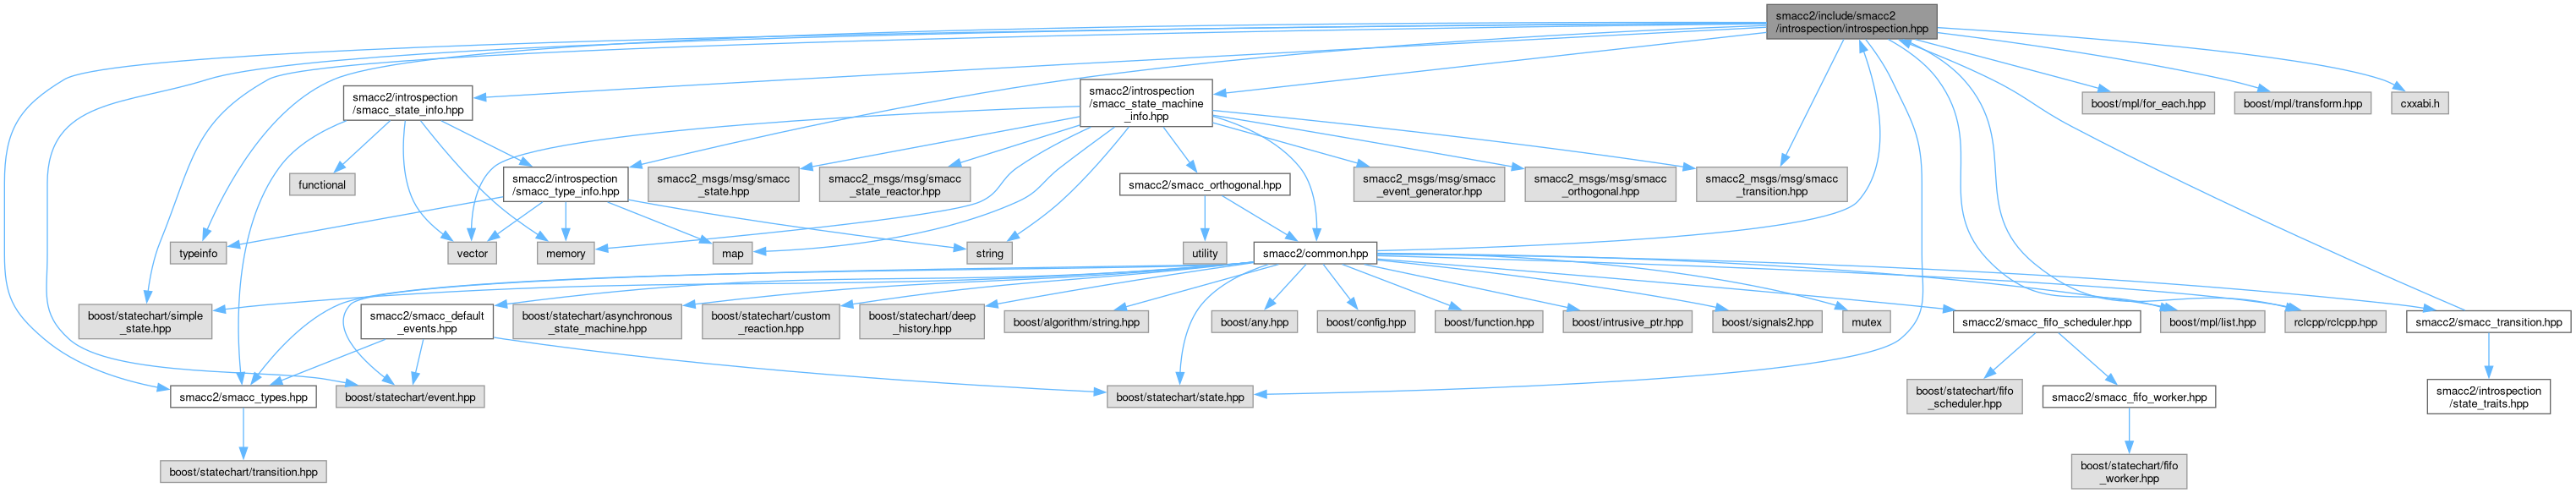 smacc2/include/smacc2
/introspection/introspection.hpp
smacc2/introspection
/smacc_state_info.hpp
smacc2/introspection
/smacc_state_machine
_info.hpp
boost/mpl/for_each.hpp
boost/mpl/transform.hpp
cxxabi.h
functional
smacc2/introspection
/smacc_type_info.hpp
smacc2_msgs/msg/smacc
_state.hpp
smacc2_msgs/msg/smacc
_state_reactor.hpp
smacc2/smacc_orthogonal.hpp
smacc2_msgs/msg/smacc
_event_generator.hpp
smacc2_msgs/msg/smacc
_orthogonal.hpp
smacc2_msgs/msg/smacc
_transition.hpp
typeinfo
vector
memory
map
string
utility
smacc2/common.hpp
boost/statechart/simple
_state.hpp
smacc2/smacc_default
_events.hpp
boost/statechart/asynchronous
_state_machine.hpp
boost/statechart/custom
_reaction.hpp
boost/statechart/deep
_history.hpp
boost/algorithm/string.hpp
boost/any.hpp
boost/config.hpp
boost/function.hpp
boost/intrusive_ptr.hpp
boost/signals2.hpp
mutex
smacc2/smacc_fifo_scheduler.hpp
boost/mpl/list.hpp
rclcpp/rclcpp.hpp
smacc2/smacc_transition.hpp
smacc2/smacc_types.hpp
boost/statechart/event.hpp
boost/statechart/state.hpp
boost/statechart/fifo
_scheduler.hpp
smacc2/smacc_fifo_worker.hpp
smacc2/introspection
/state_traits.hpp
boost/statechart/transition.hpp
boost/statechart/fifo
_worker.hpp